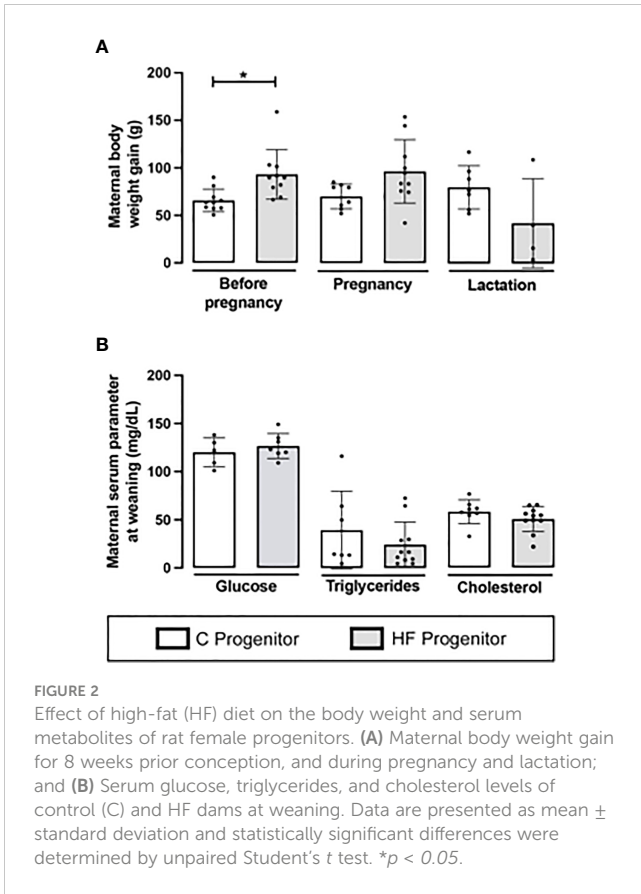 A
200
150
100
50
0
Maternal body
weight gain (g)
*
Before
pregnancy
Pregnancy
Lactation
B
200
150
100
50
0
Maternal serum parameter
at weaning (mg/dL)
Glucose
Triglycerides
Cholesterol
C Progenitor
HF Progenitor
FIGURE 2
Effect of high-fat (HF) diet on the body weight and serum
metabolites of rat female progenitors. (A) Maternal body weight gain
for 8 weeks prior conception, and during pregnancy and lactation;
and (B) Serum glucose, triglycerides, and cholesterol levels of
control (C) and HF dams at weaning. Data are presented as mean ±
standard deviation and statistically significant differences were
determined by unpaired Student's t test. *p < 0.05.